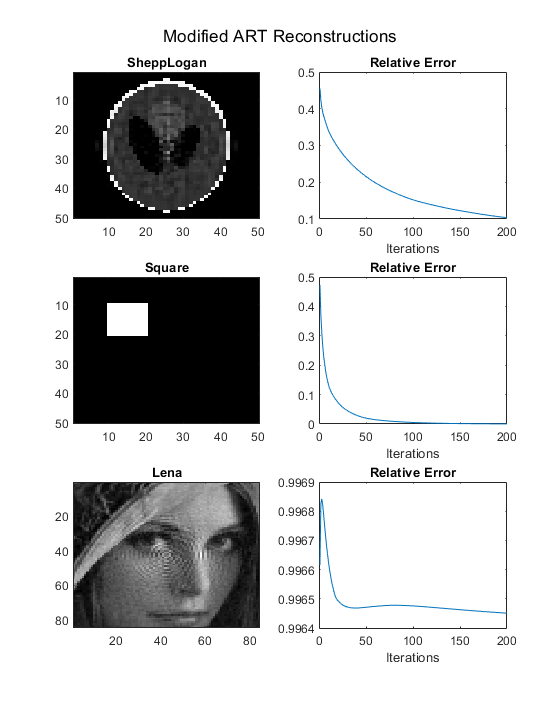 Modified ART Reconstructions
SheppLogan
10
20
30
40
50
10 20 30 40 50
Relative Error
0.5
0.4
0.3
0.2
0.1
0 50 100 150 200
Iterations
Square
10
20
30
40
50
10 20 30 40 50
Relative Error
0.5
0.4
0.3
0.2
0.1
0
0 50 100 150 200
Iterations
Lena
20
40
60
80
20 40 60 80
Relative Error
0.9969
0.9968
0.9967
0.9966
0.9965
0.9964
0 50 100 150 200
Iterations